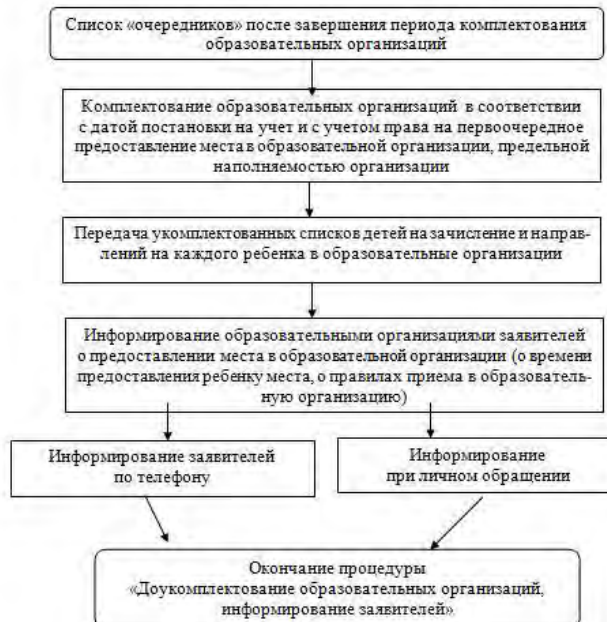 Список «очередников» после завершения периода комплектования
образовательных организаций
Комплектование образовательных организаций в соответствии
с датой постановки на учет и с учетом права на первоочередное
предоставление места в образовательной организации, предельной
наполняемостью организации
Передача укомплектованных списков детей на зачисление и направ-
лений на каждого ребенка в образовательные организации
Информирование образовательными организациями заявителей
о предоставлении места в образовательной организации (о времени
предоставления ребенку места, о правилах приема в образователь-
ную организацию)
Информирование заявителей
по телефону
Информирование
при личном обращении
Окончание процедуры
«Доукомплектование образовательных организаций,
информирование заявителей»